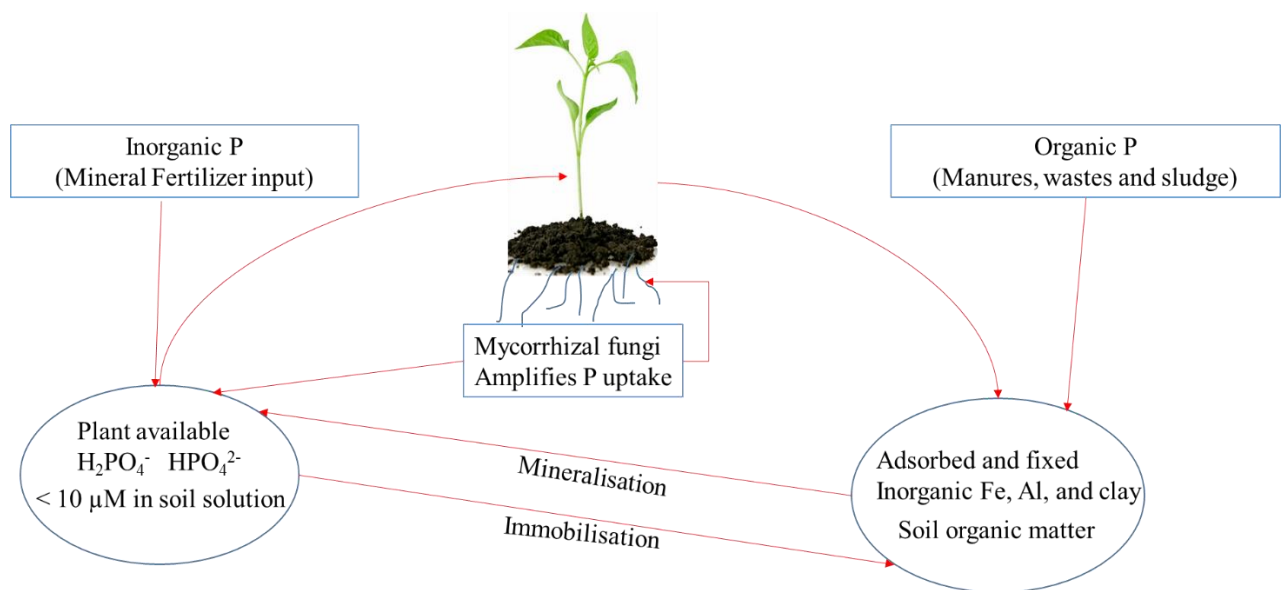 Inorganic P
(Mineral Fertilizer input)
Organic P
(Manures, wastes and sludge)
Mycorrhizal fungi
Amplifies P uptake
Plant available
H₂PO₄⁻ HPO₄²⁻
< 10 µM in soil solution
Mineralisation
Immobilisation
Adsorbed and fixed
Inorganic Fe, Al, and clay
Soil organic matter